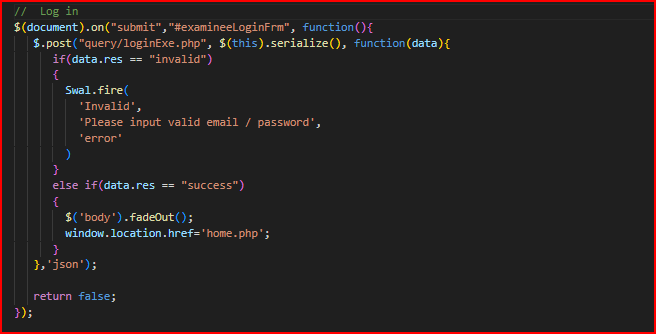 //  Log in
$(document).on("submit","#examineeLoginFrm", function(){
   $.post("query/loginExe.php", $(this).serialize(), function(data){
      if(data.res == "invalid")
      {
        Swal.fire(
          'Invalid',
          'Please input valid email / password',
          'error'
        )
      }
      else if(data.res == "success")
      {
        $('body').fadeOut();
        window.location.href='home.php';
      }
   },'json');

   return false;
});